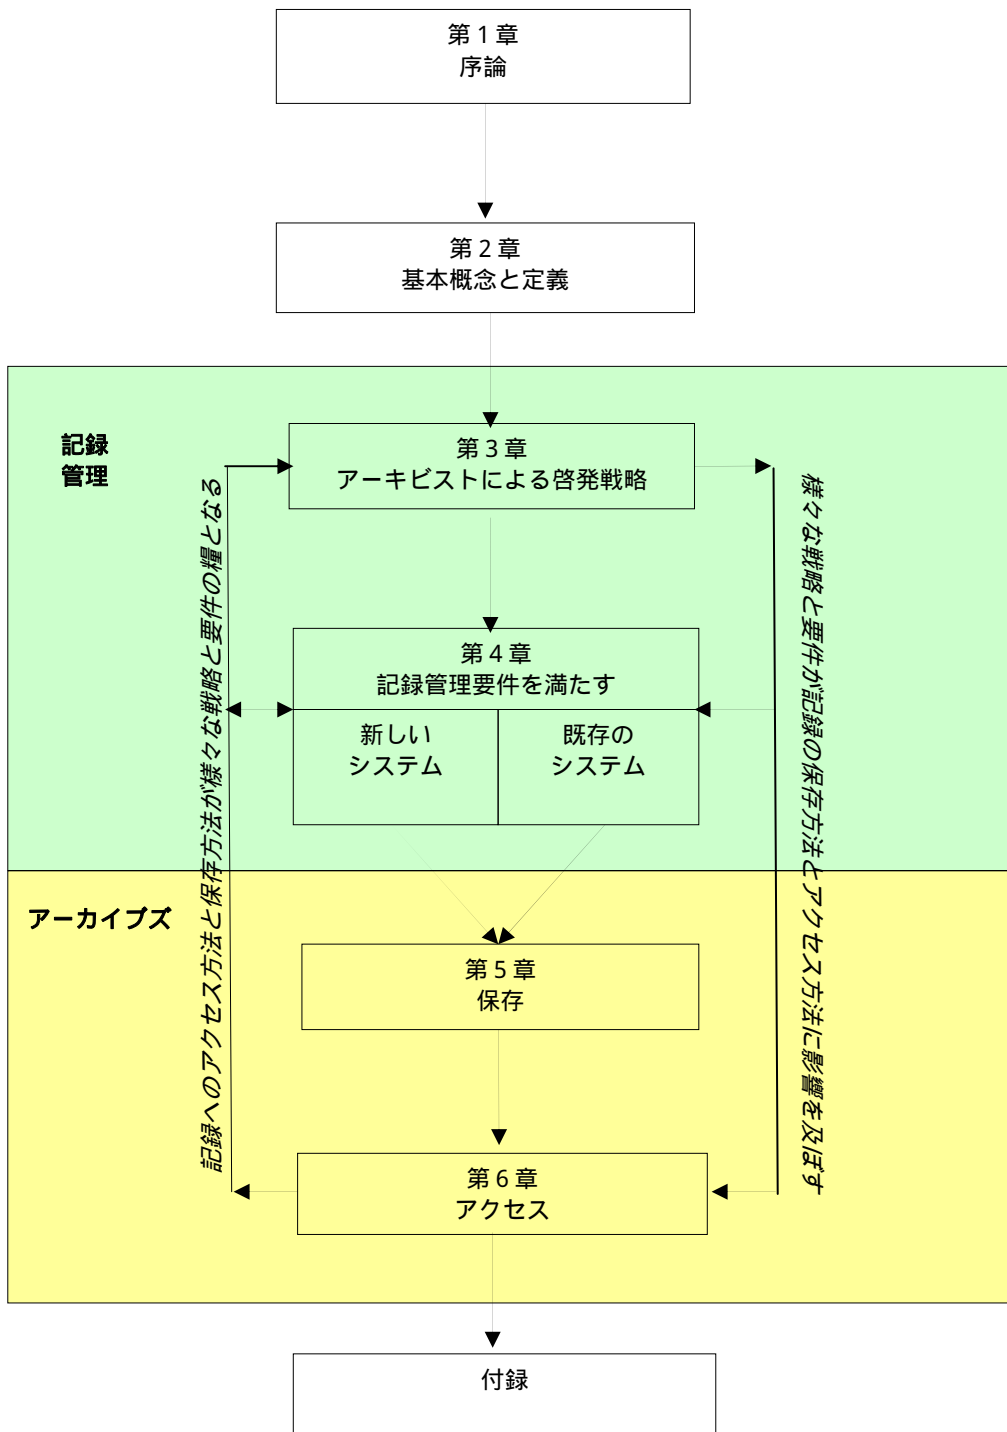 第1章
序論
第2章
基本概念と定義
記録
管理
第3章
アーキビストによる啓発戦略
第4章
記録管理要件を満たす
新しい
システム
既存の
システム
記録へのアクセス方法と保存方法が様々な戦略と要件の糧となる
様々な戦略と要件が記録の保存方法とアクセス方法に影響を及ぼす
アーカイブズ
第5章
保存
第6章
アクセス
付録